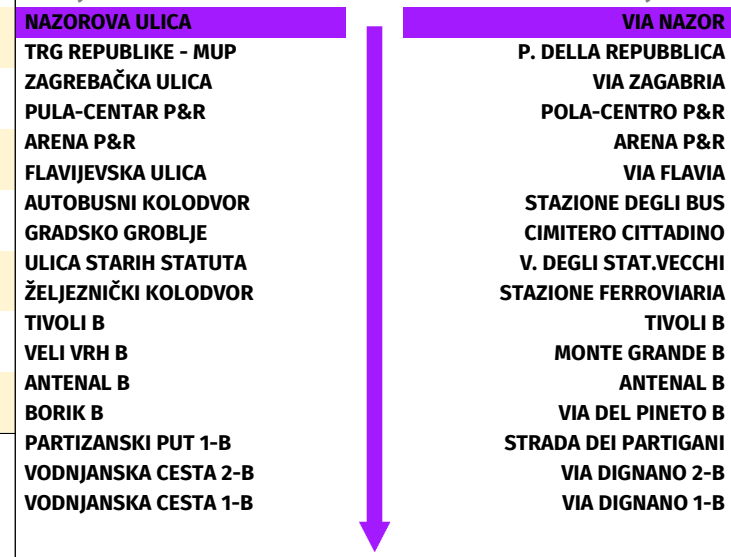 NAZOROVA ULICA VIA NAZOR
TRG REPUBLIKE - MUP P. DELLA REPUBBLICA
ZAGREBAČKA ULICA VIA ZAGABRIA
PULA-CENTAR P&R POLA-CENTRO P&R
ARENA P&R ARENA P&R
FLAVIJEVSKA ULICA VIA FLAVIA
AUTOBUSNI KOLODVOR STAZIONE DEGLI BUS
GRADSKO GROBLJE CIMITERO CITTADINO
ULICA STARIH STATUTA V. DEGLI STAT.VECCHI
ŽELJEZNIČKI KOLODVOR STAZIONE FERROVIARIA
TIVOLI B TIVOLI B
VELI VRH B MONTE GRANDE B
ANTENAL B ANTENAL B
BORIK B VIA DEL PINETO B
PARTIZANSKI PUT 1-B STRADA DEI PARTIGANI
VODNJANSKA CESTA 2-B VIA DIGNANO 2-B
VODNJANSKA CESTA 1-B VIA DIGNANO 1-B